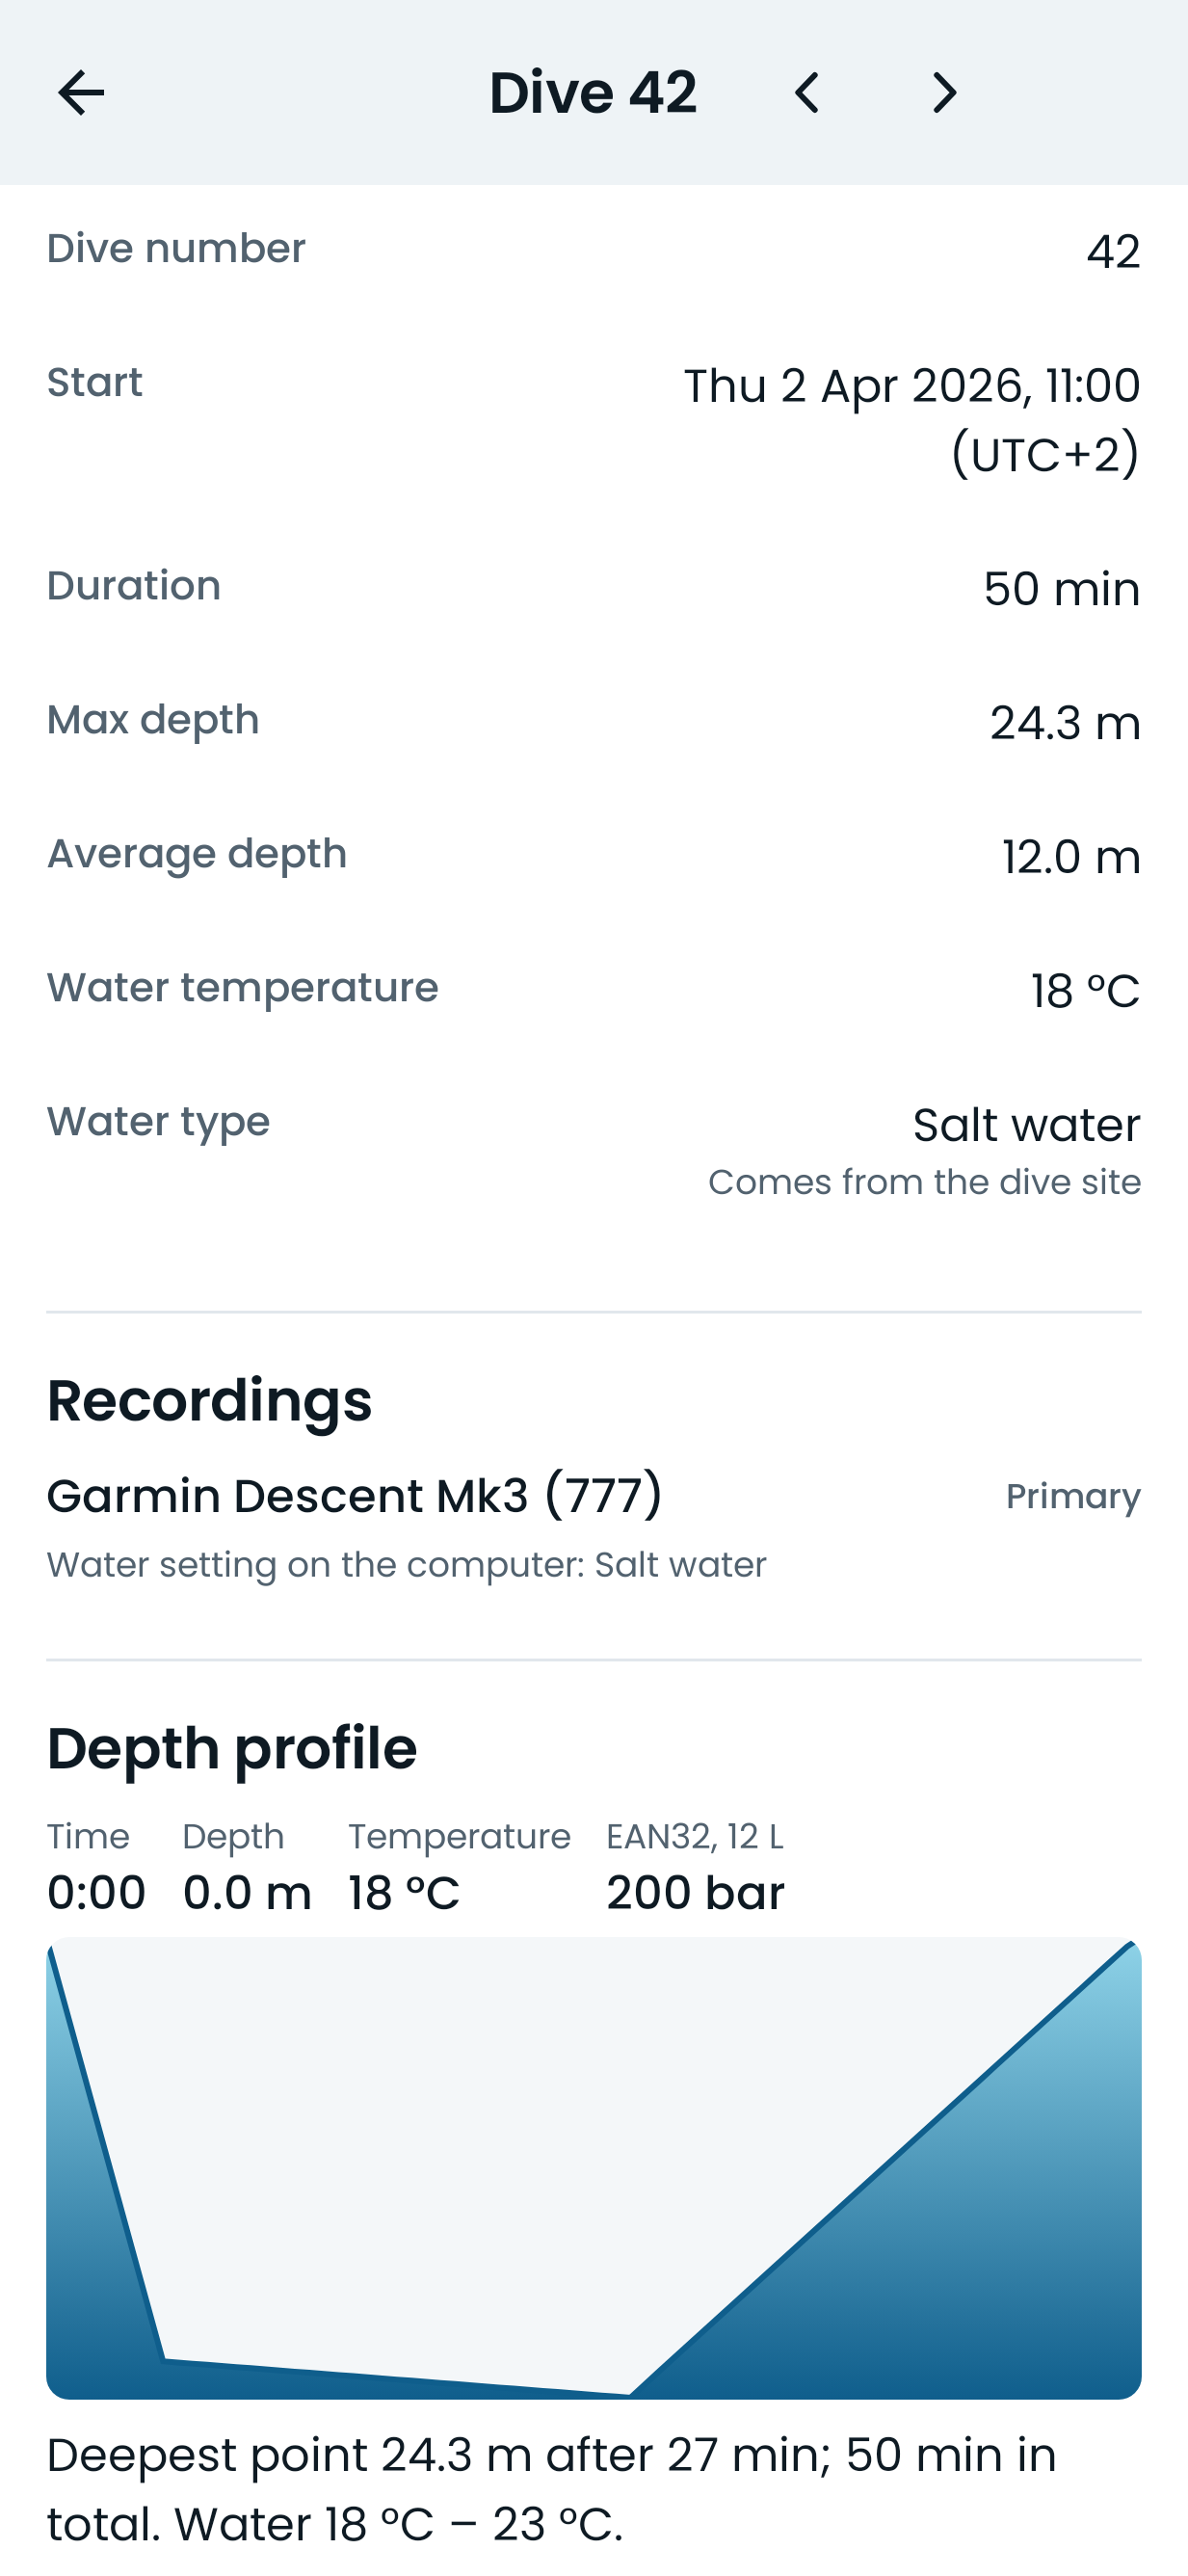 Dive 42
Dive number
42
Start
Thu 2 Apr 2026, 11:00
(UTC+2)
Duration
50 min
Max depth
24.3 m
Average depth
12.0 m
Water temperature
18 °C
Water type
Salt water
Comes from the dive site
Recordings
Garmin Descent Mk3 (777)
Primary
Water setting on the computer: Salt water
Depth profile
Time Depth Temperature EAN32, 12 L
0:00 0.0 m 18 °C 200 bar
Deepest point 24.3 m after 27 min; 50 min in
total. Water 18 °C – 23 °C.